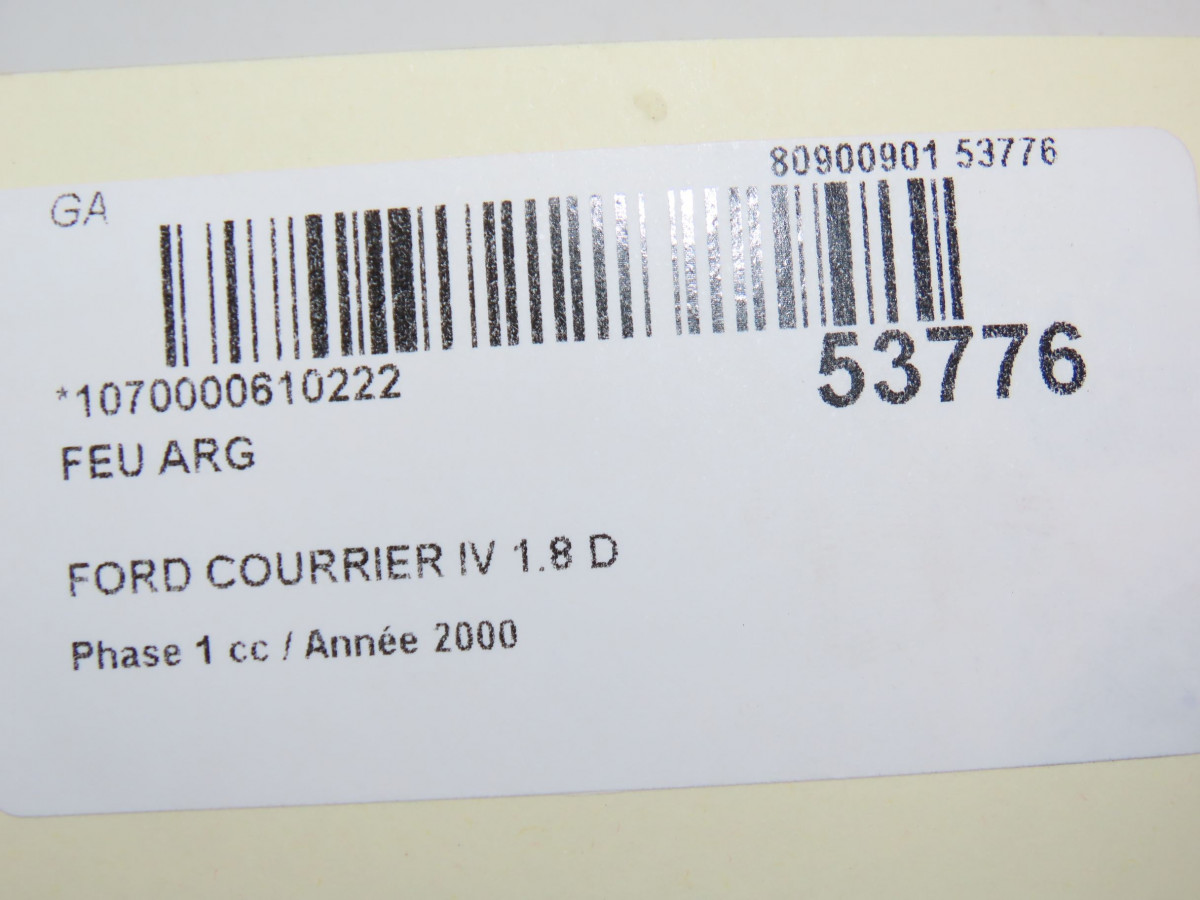 80900901 53776
GA
53776
*1070000610222
FEU ARG
FORD COURRIER IV 1.8 D
Phase 1 cc / Année 2000